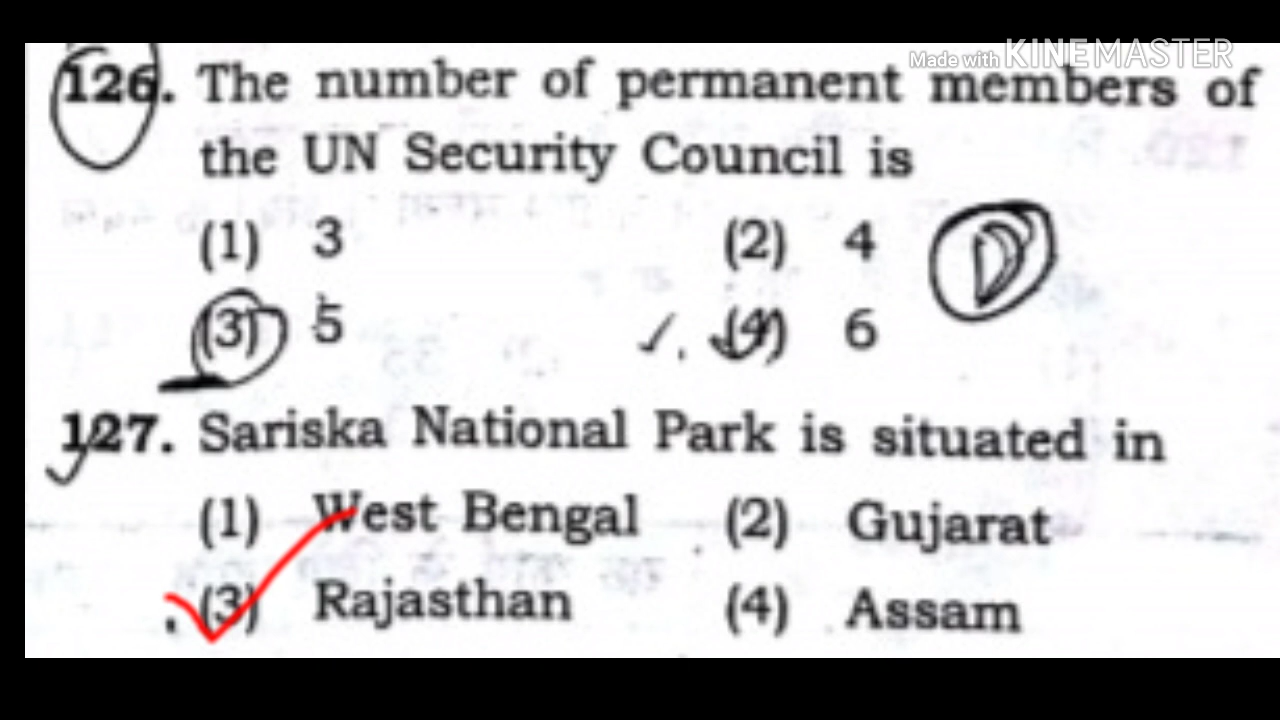 Made with KINEMASTER
126. The number of permanent members of
the UN Security Council is
(1) 3 (2) 4
(3) 5 (4) 6
127. Sariska National Park is situated in
(1) West Bengal (2) Gujarat
(3) Rajasthan (4) Assam